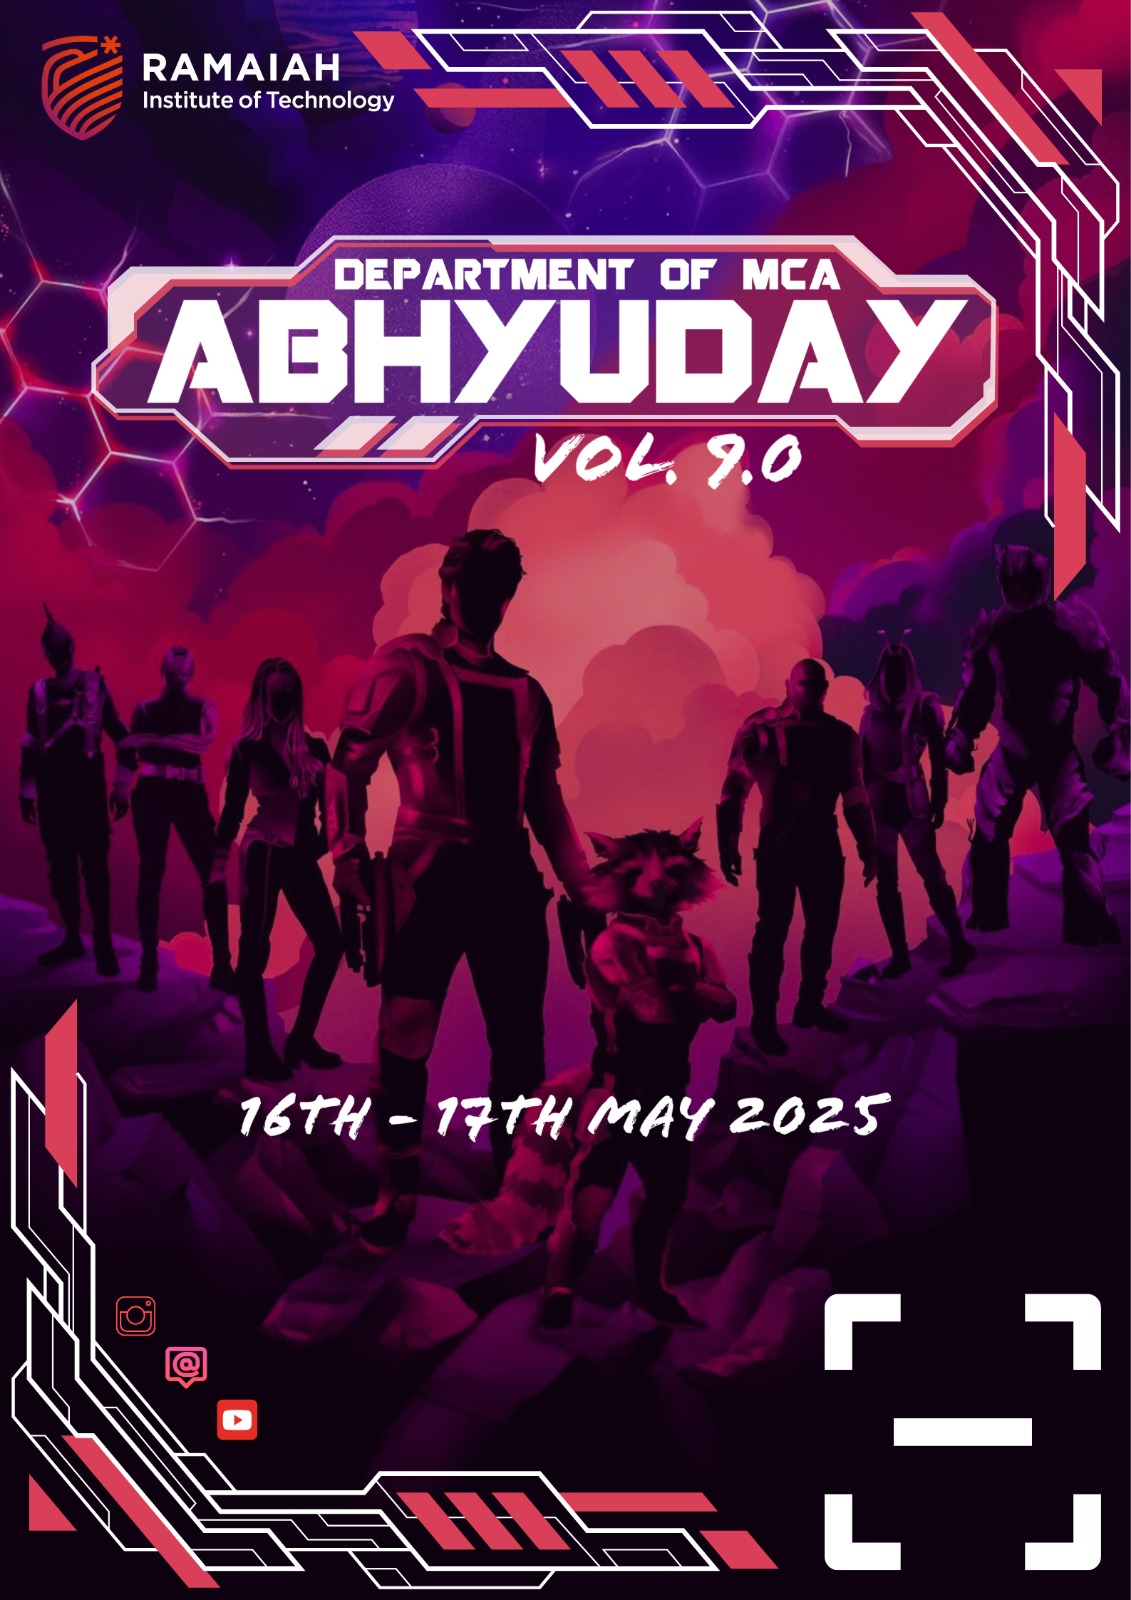 RAMAIAH
Institute of Technology
DEPARTMENT OF MCA
ABHYUDAY
VOL. 9.0
16TH - 17TH MAY 2025
@